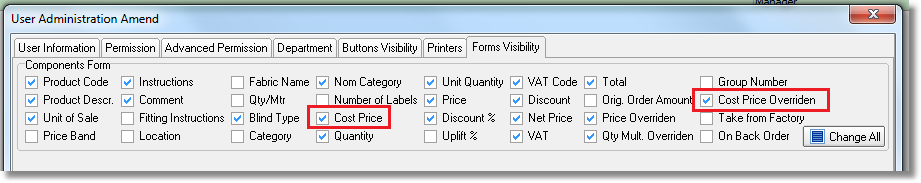 Manager
User Administration Amend
User Information Permission Advanced Permission Department Buttons Visibility Printers Forms Visibility
Components Form
Product Code Instructions Fabric Name Nom Category Unit Quantity VAT Code Total Group Number
Product Descr. Comment Qty/Mtr Number of Labels Price Discount Orig. Order Amount Cost Price Overriden
Unit of Sale Fitting Instructions Blind Type Cost Price Discount % Net Price Price Overriden Take from Factory
Price Band Location Category Quantity Uplift % VAT Qty Mult. Overriden On Back Order Change All